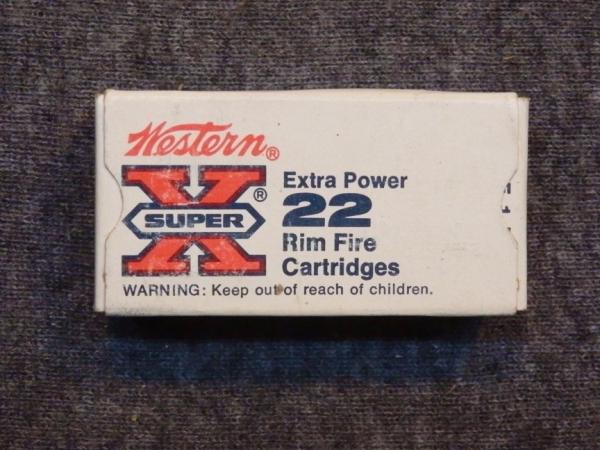 Western®
X®
SUPER
Extra Power
22
Rim Fire
Cartridges
WARNING: Keep out of reach of children.